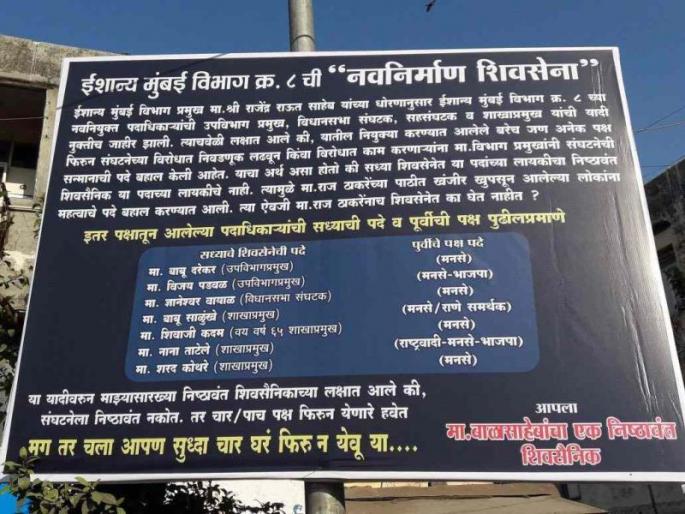 ईशान्य मुंबई विभाग क्र. ८ ची "नवनिर्माण शिवसेना"
ईशान्य मुंबई विभाग प्रमुख मा.श्री राजेंद्र राऊत साहेब यांच्या धोरणानुसार ईशान्य मुंबई विभाग क्र. ८ च्या
नवनियुक्त पदाधिकाऱ्यांची उपविभाग प्रमुख, विधानसभा संघटक, सहसंघटक व शाखाप्रमुख यांची यादी
नुक्तीच जाहीर झाली. त्याचवेळी लक्षात आले की, यातील नियुक्या करण्यात आलेले बरेच जण अनेक पक्ष
फिरुन संघटनेच्या विरोधात निवडणूक लढवून किंवा विरोधात काम करणाऱ्यांना मा.विभाग प्रमुखांनी संघटनेची
सन्मानाची पदे बहाल केली आहेत. याचा अर्थ असा होतो की सध्या शिवसेनेत या पदांच्या लायकीचा निष्ठावंत
शिवसैनिक या पदाच्या लायकीचे नाही. त्यामुळे मा.राज ठाकरेंच्या पाठीत खंजीर खुपसून आलेल्या लोकांना
महत्वाचे पदे बहाल करण्यात आली. त्या ऐवजी मा.राज ठाकरेंनाच शिवसेनेत का घेत नाहीत ?
इतर पक्षातून आलेल्या पदाधिकाऱ्यांची सध्याची पदे व पूर्वीची पक्ष पुढीलप्रमाणे
सध्याचे शिवसेनेची पदे पुर्वीचे पक्ष पदे
मा. बाबू दरेकर (उपविभागप्रमुख) (मनसे)
मा. विजय पडवळ (उपविभागप्रमुख) (मनसे-भाजपा)
मा. ज्ञानेश्वर वायाळ (विधानसभा संघटक) (मनसे)
मा. बाबू साळुंखे (शाखाप्रमुख) (मनसे/राणे समर्थक)
मा. शिवाजी कदम (वय वर्ष ६५ शाखाप्रमुख) (मनसे)
मा. नाना ताटेले (शाखाप्रमुख) (राष्ट्रवादी-मनसे-भाजपा)
मा. शरद कोथरे (शाखाप्रमुख) (मनसे)
या यादीवरुन माझ्यासारख्या निष्ठावंत शिवसैनिकाच्या लक्षात आले की,
संघटनेला निष्ठावंत नकोत. तर चार/पाच पक्ष फिरुन येणारे हवेत
मग तर चला आपण सुध्दा चार घरं फिरुन येवू या....
आपला
मा.बाळासाहेबांचा एक निष्ठावंत
शिवसैनिक